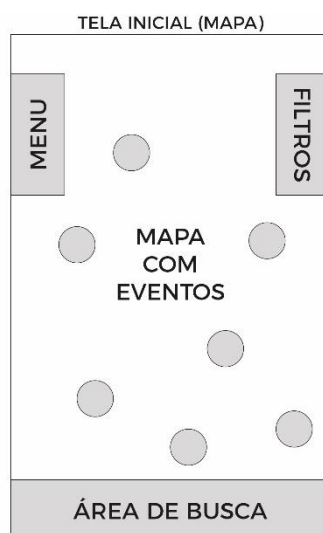 TELA INICIAL (MAPA)
MENU
FILTROS
MAPA
COM
EVENTOS
ÁREA DE BUSCA